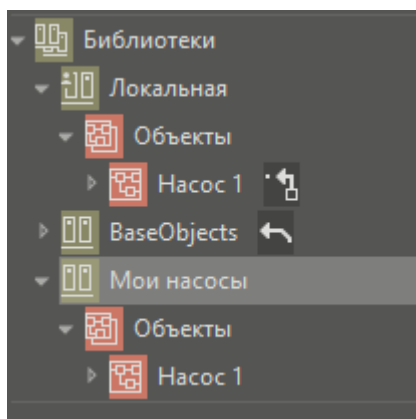 Библиотеки
Локальная
Объекты
Насос 1
BaseObjects
Мои насосы
Объекты
Насос 1